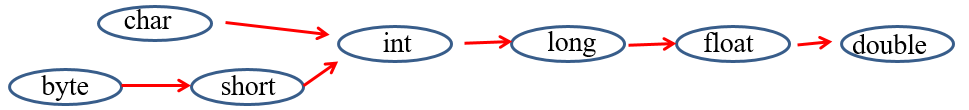 char
int
long
float
double
byte
short